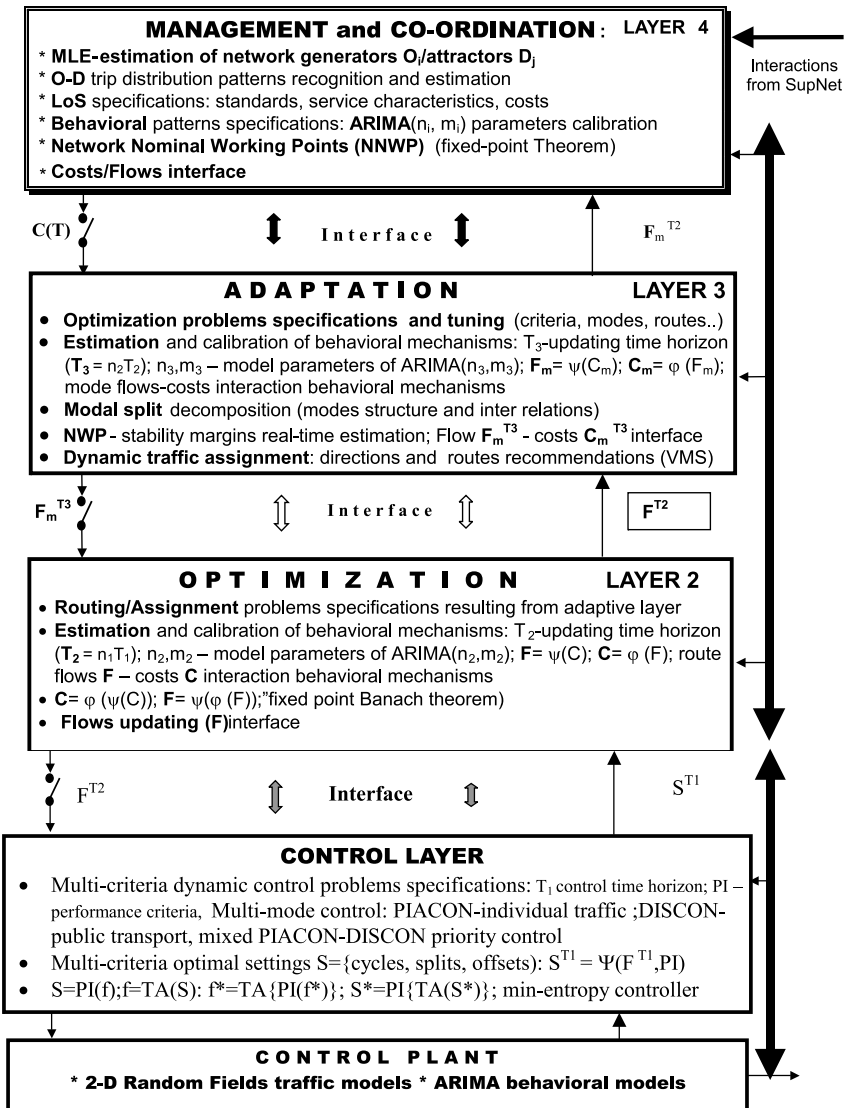 MANAGEMENT and CO-ORDINATION: LAYER 4
* MLE-estimation of network generators Oi/attractors Dj
* O-D trip distribution patterns recognition and estimation
* LoS specifications: standards, service characteristics, costs
* Behavioral patterns specifications: ARIMA(ni, mi) parameters calibration
* Network Nominal Working Points (NNWP) (fixed-point Theorem)
* Costs/Flows interface
Interactions
from SupNet
C(T) Interface Fm T2
ADAPTATION LAYER 3
• Optimization problems specifications and tuning (criteria, modes, routes..)
• Estimation and calibration of behavioral mechanisms: T3-updating time horizon
(T3 = n2T2); n3,m3 – model parameters of ARIMA(n3,m3); Fm= ψ(Cm); Cm= φ (Fm);
mode flows-costs interaction behavioral mechanisms
• Modal split decomposition (modes structure and inter relations)
• NWP - stability margins real-time estimation; Flow Fm T3 - costs Cm T3 interface
• Dynamic traffic assignment: directions and routes recommendations (VMS)
Fm T3 Interface F T2
OPTIMIZATION LAYER 2
• Routing/Assignment problems specifications resulting from adaptive layer
• Estimation and calibration of behavioral mechanisms: T2-updating time horizon
(T2 = n1T1); n2,m2 – model parameters of ARIMA(n2,m2); F= ψ(C); C= φ (F); route
flows F – costs C interaction behavioral mechanisms
• C= φ (ψ(C)); F= ψ(φ (F));"fixed point Banach theorem)
• Flows updating (F)interface
F T2 Interface S T1
CONTROL LAYER
• Multi-criteria dynamic control problems specifications: T1 control time horizon; PI –
performance criteria, Multi-mode control: PIACON-individual traffic ;DISCON-
public transport, mixed PIACON-DISCON priority control
• Multi-criteria optimal settings S={cycles, splits, offsets): S T1 = Ψ(F T1,PI)
• S=PI(f);f=TA(S): f*=TA{PI(f*)}; S*=PI{TA(S*)}; min-entropy controller
CONTROL PLANT
* 2-D Random Fields traffic models * ARIMA behavioral models